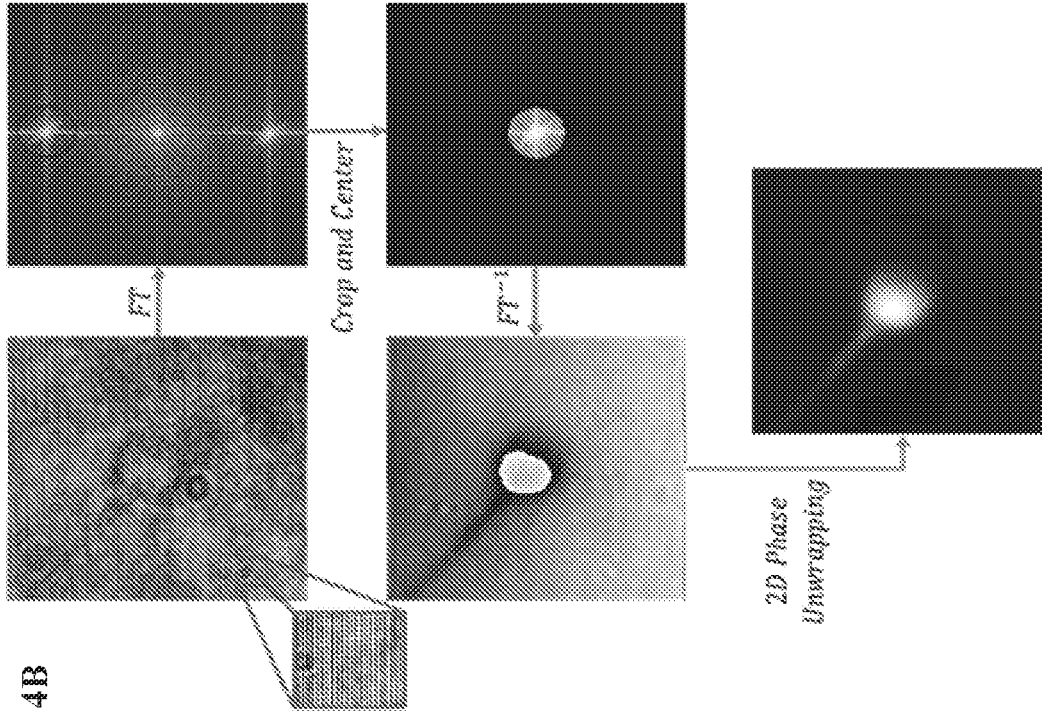 4B
FT
Crop and Center
FT⁻¹
2D Phase
Unwrapping